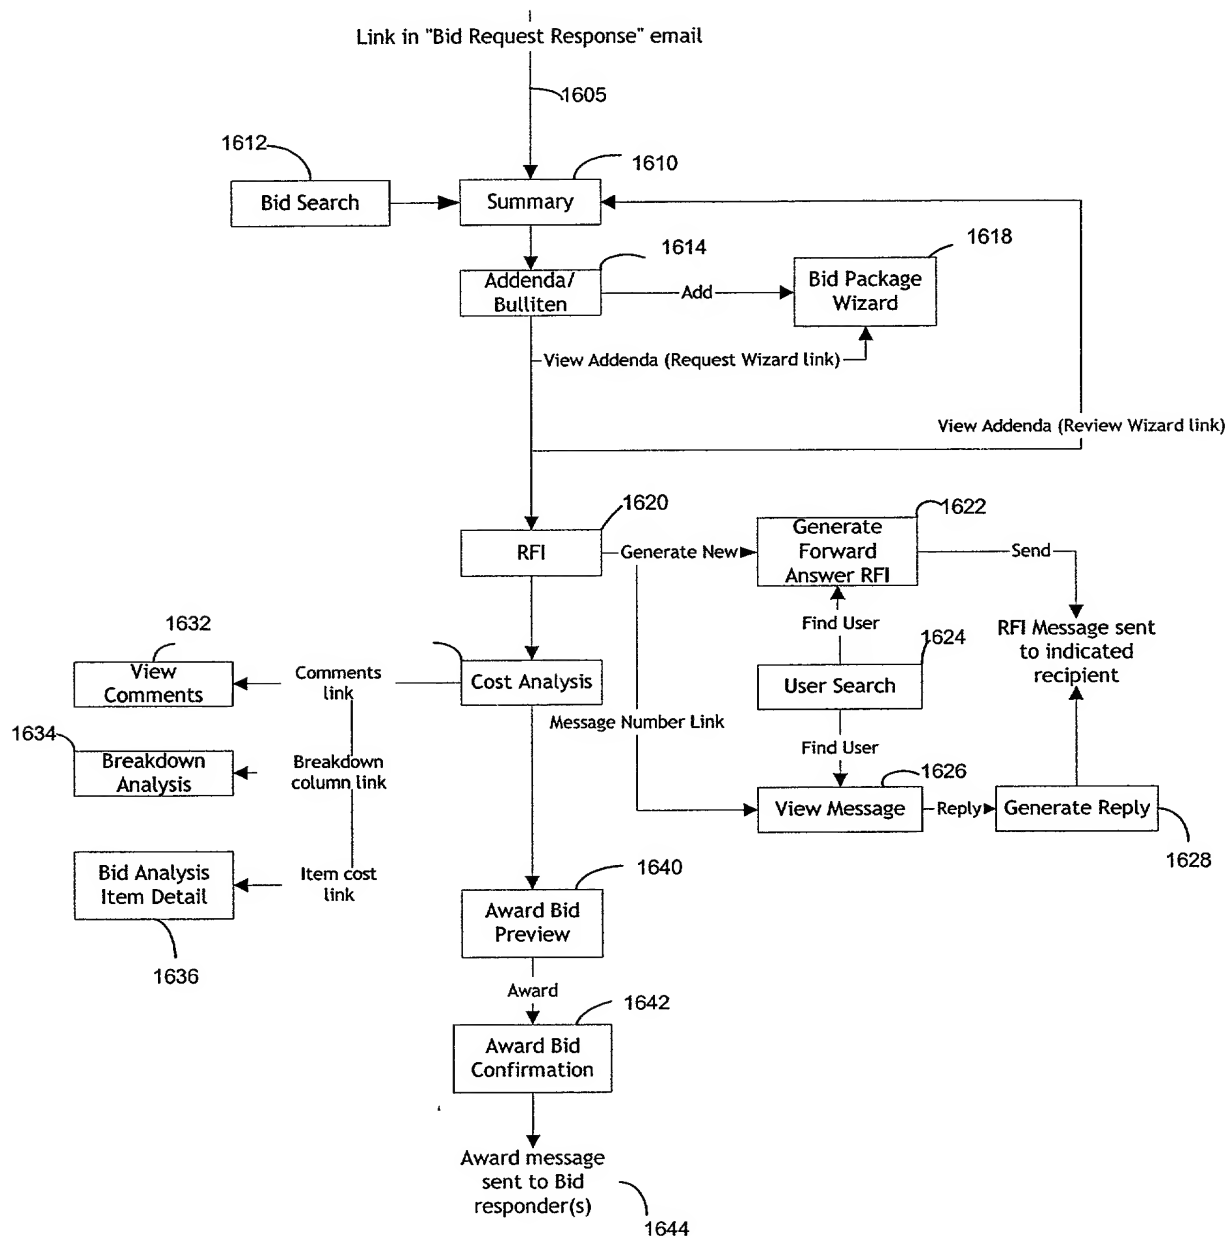 Link in "Bid Request Response" email
1605
1612
1610
Bid Search
Summary
1614
1618
Addenda/
Bulliten
Add
Bid Package
Wizard
View Addenda (Request Wizard link)
View Addenda (Review Wizard link)
1620
1622
RFI
Generate New
Generate
Forward
Answer RFI
Send
1632
Find User
1624
RFI Message sent
to indicated
recipient
View
Comments
Comments
link
Cost Analysis
User Search
Message Number Link
1634
Breakdown
Analysis
Breakdown
column link
Find User
1626
View Message
Reply
Generate Reply
1628
Bid Analysis
Item Detail
Item cost
link
1640
1636
Award Bid
Preview
Award
1642
Award Bid
Confirmation
Award message
sent to Bid
responder(s)
1644